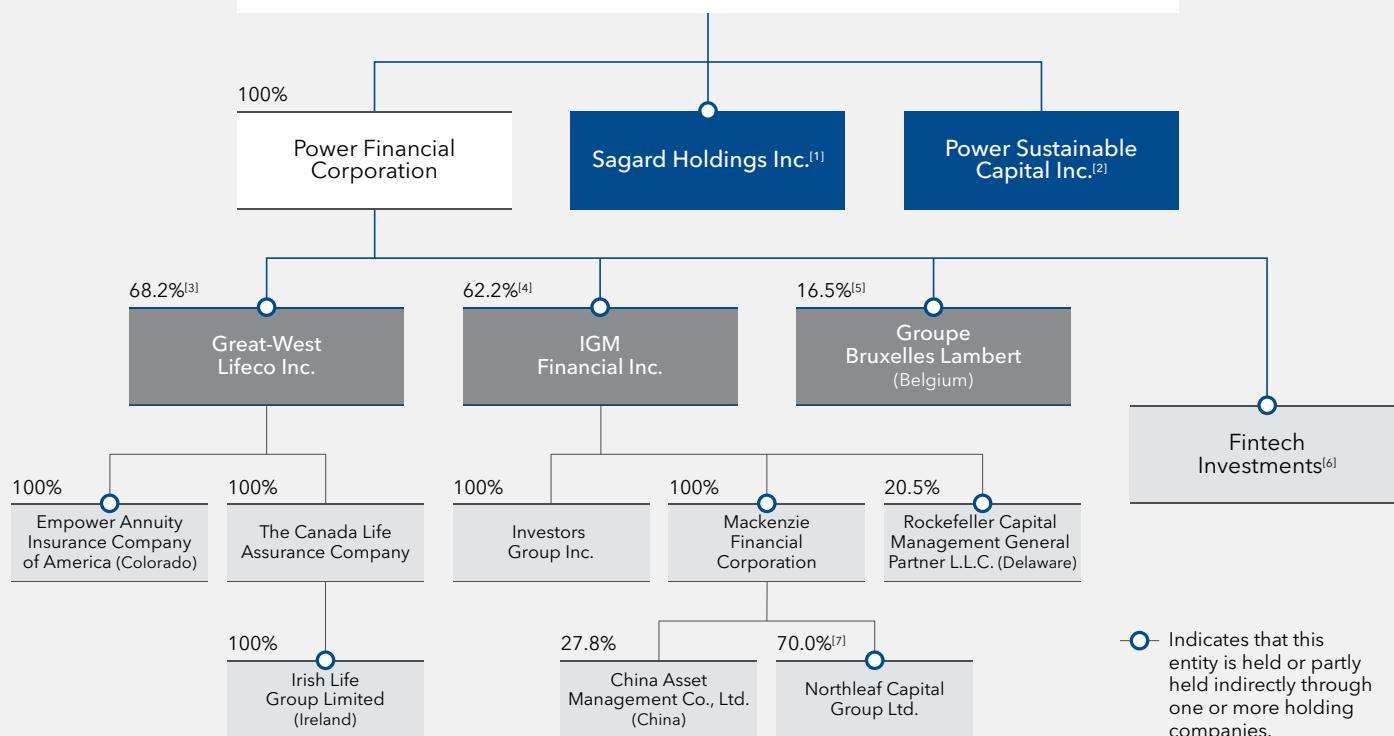 100%
Power Financial
Corporation
Sagard Holdings Inc.[1]
Power Sustainable
Capital Inc.[2]
68.2%[3]
Great-West
Lifeco Inc.
62.2%[4]
IGM
Financial Inc.
16.5%[5]
Groupe
Bruxelles Lambert
(Belgium)
Fintech
Investments[6]
100%
Empower Annuity
Insurance Company
of America (Colorado)
100%
The Canada Life
Assurance Company
100%
Investors
Group Inc.
100%
Mackenzie
Financial
Corporation
20.5%
Rockefeller Capital
Management General
Partner L.L.C. (Delaware)
100%
Irish Life
Group Limited
(Ireland)
27.8%
China Asset
Management Co., Ltd.
(China)
70.0%[7]
Northleaf Capital
Group Ltd.
Indicates that this
entity is held or partly
held indirectly through
one or more holding
companies.